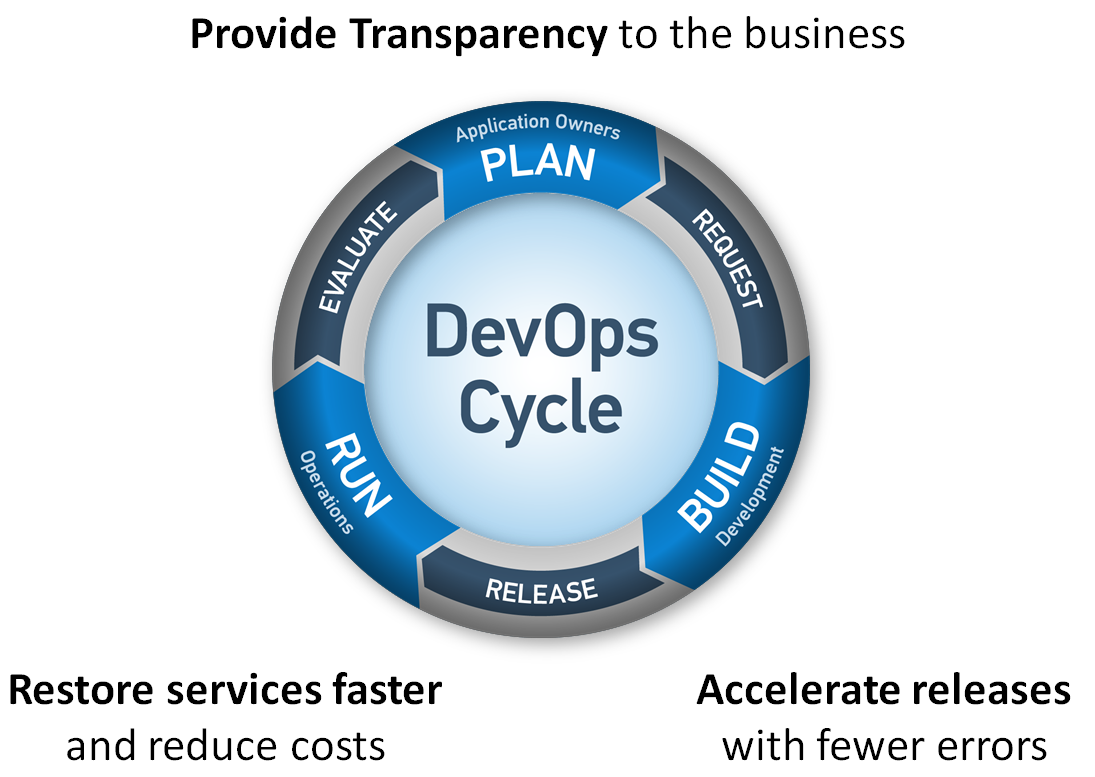 Provide Transparency to the business
Application Owners
PLAN
EVALUATE
REQUEST
DevOps
Cycle
RUN
Operations
BUILD
Development
RELEASE
Restore services faster
and reduce costs
Accelerate releases
with fewer errors